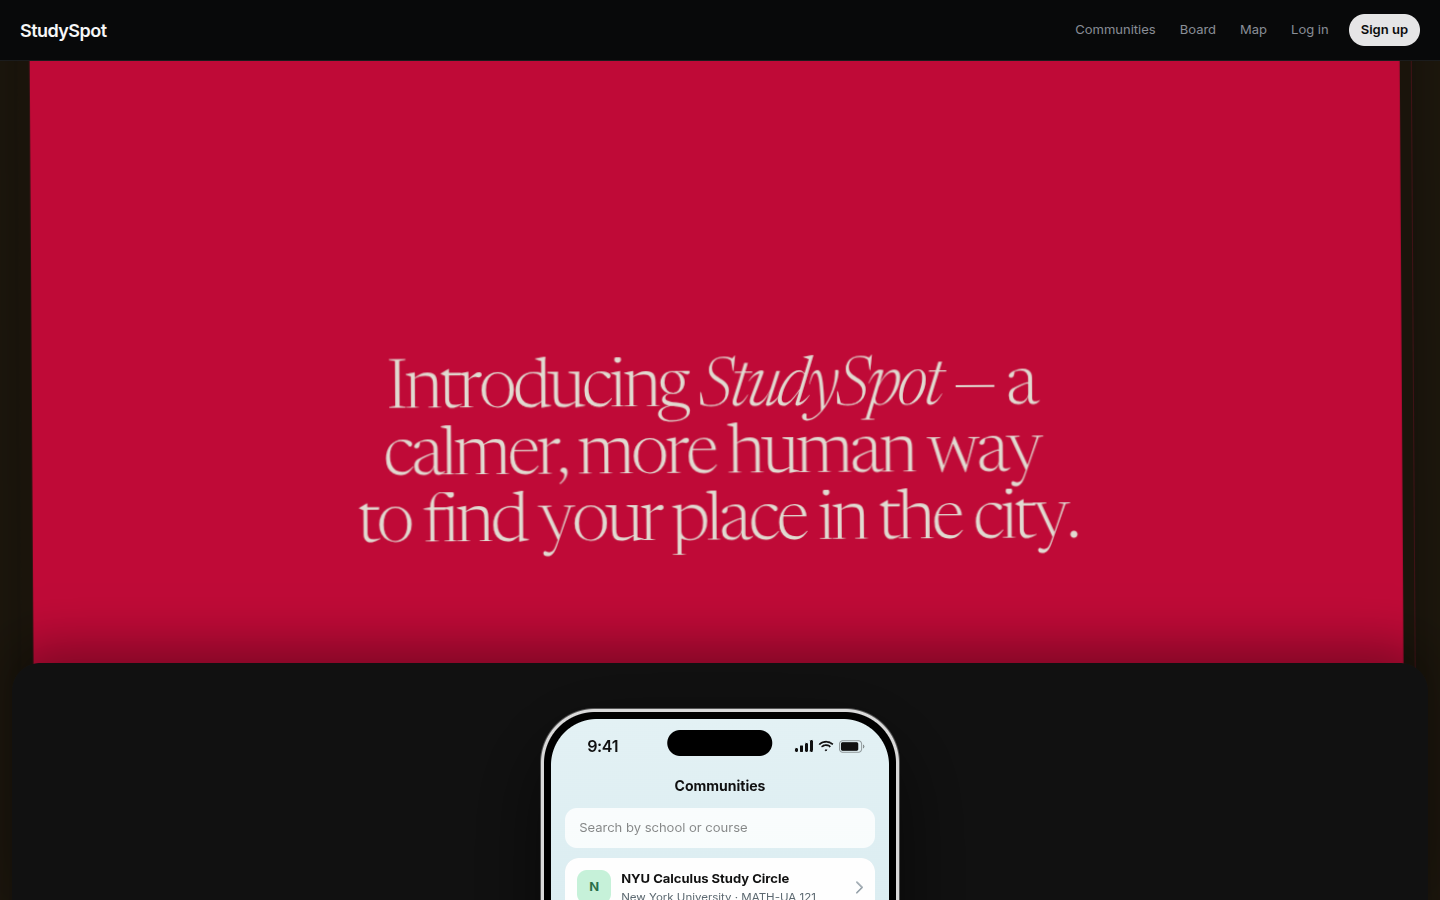 StudySpot
Communities
Board
Map
Log in
Sign up
Introducing StudySpot — a
calmer, more human way
to find your place in the city.
9:41
Communities
Search by school or course
N
NYU Calculus Study Circle
New York University · MATH-UA 121